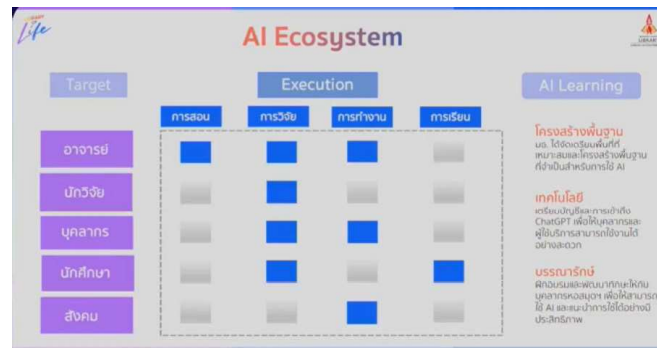 Life
AI Ecosystem
Target
Execution
AI Learning
การสอน
การวิจัย
การทำงาน
การเรียน
อาจารย์
นักวิจัย
บุคลากร
นักศึกษา
สังคม
โครงสร้างพื้นฐาน
มช. ได้จัดเตรียมพื้นที่ที่
เหมาะสมและโครงสร้างพื้นฐาน
ที่จำเป็นสำหรับการใช้ AI
เทคโนโลยี
เตรียมบัญชีและการเข้าถึง
ChatGPT เพื่อให้บุคลากรและ
ผู้ใช้บริการสามารถใช้งานได้
อย่างสะดวก
บรรณารักษ์
ฝึกอบรมและพัฒนาทักษะให้กับ
บุคลากรหอสมุดฯ เพื่อให้สามารถ
ใช้ AI และแนะนำการใช้ได้อย่างมี
ประสิทธิภาพ